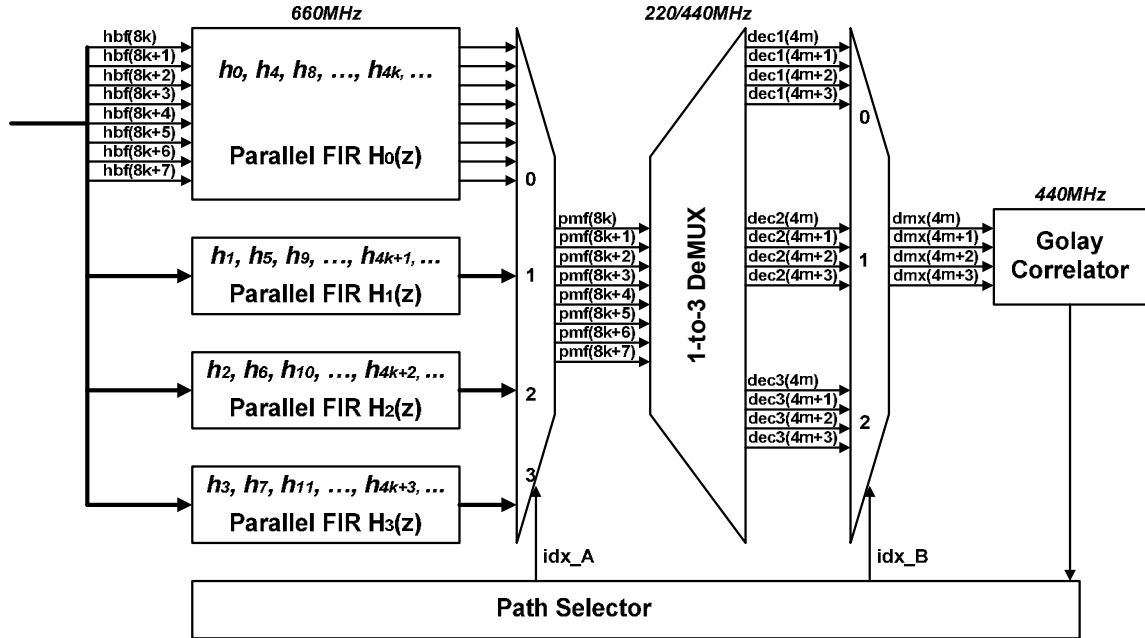 660MHz
220/440MHz
hbf(8k)
hbf(8k+1)
hbf(8k+2)
hbf(8k+3)
hbf(8k+4)
hbf(8k+5)
hbf(8k+6)
hbf(8k+7)
h0, h4, h8, ..., h4k, ...
Parallel FIR H0(z)
h1, h5, h9, ..., h4k+1, ...
Parallel FIR H1(z)
h2, h6, h10, ..., h4k+2, ...
Parallel FIR H2(z)
h3, h7, h11, ..., h4k+3, ...
Parallel FIR H3(z)
0
1
2
3
pmf(8k)
pmf(8k+1)
pmf(8k+2)
pmf(8k+3)
pmf(8k+4)
pmf(8k+5)
pmf(8k+6)
pmf(8k+7)
1-to-3 DeMUX
dec1(4m)
dec1(4m+1)
dec1(4m+2)
dec1(4m+3)
dec2(4m)
dec2(4m+1)
dec2(4m+2)
dec2(4m+3)
dec3(4m)
dec3(4m+1)
dec3(4m+2)
dec3(4m+3)
0
1
2
dmx(4m)
dmx(4m+1)
dmx(4m+2)
dmx(4m+3)
440MHz
Golay
Correlator
idx_A
idx_B
Path Selector